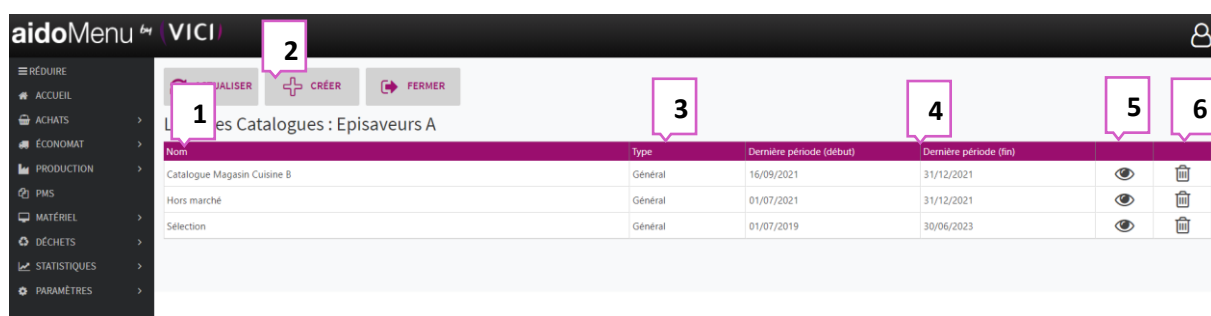 aidoMenu by (VICI)
2
RÉDUIRE
CRÉER
FERMER
ACCUEIL
1
3
4
5
6
ACHATS
Catalogues : Episaveurs A
ÉCONOMAT
Nom
Type
Dernière période (début)
Dernière période (fin)
PRODUCTION
Catalogue Magasin Cuisine B
Général
16/09/2021
31/12/2021
PMS
Hors marché
Général
01/07/2021
31/12/2021
MATÉRIEL
Sélection
Général
01/07/2019
30/06/2023
DÉCHETS
STATISTIQUES
PARAMÈTRES